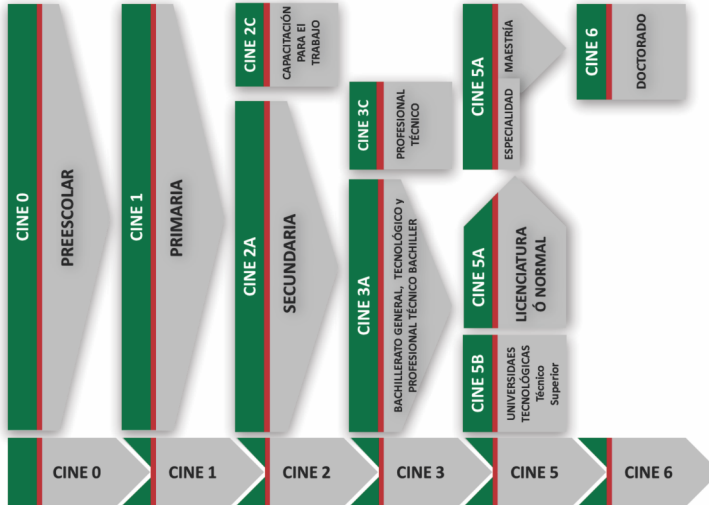 CINE 0
PREESCOLAR
CINE 1
PRIMARIA
CINE 2C
CAPACITACIÓN
PARA El
TRABAJO
CINE 2A
SECUNDARIA
CINE 3C
PROFESIONAL
TÉCNICO
CINE 3A
BACHILLERATO GENERAL, TECNOLÓGICO y
PROFESIONAL TÉCNICO BACHILLER
CINE 5A
ESPECIALIDAD
MAESTRÍA
CINE 5A
LICENCIATURA
Ó NORMAL
CINE 5B
UNIVERSIDAES
TECNOLÓGICAS
Técnico
Superior
CINE 6
DOCTORADO
CINE 0
CINE 1
CINE 2
CINE 3
CINE 5
CINE 6